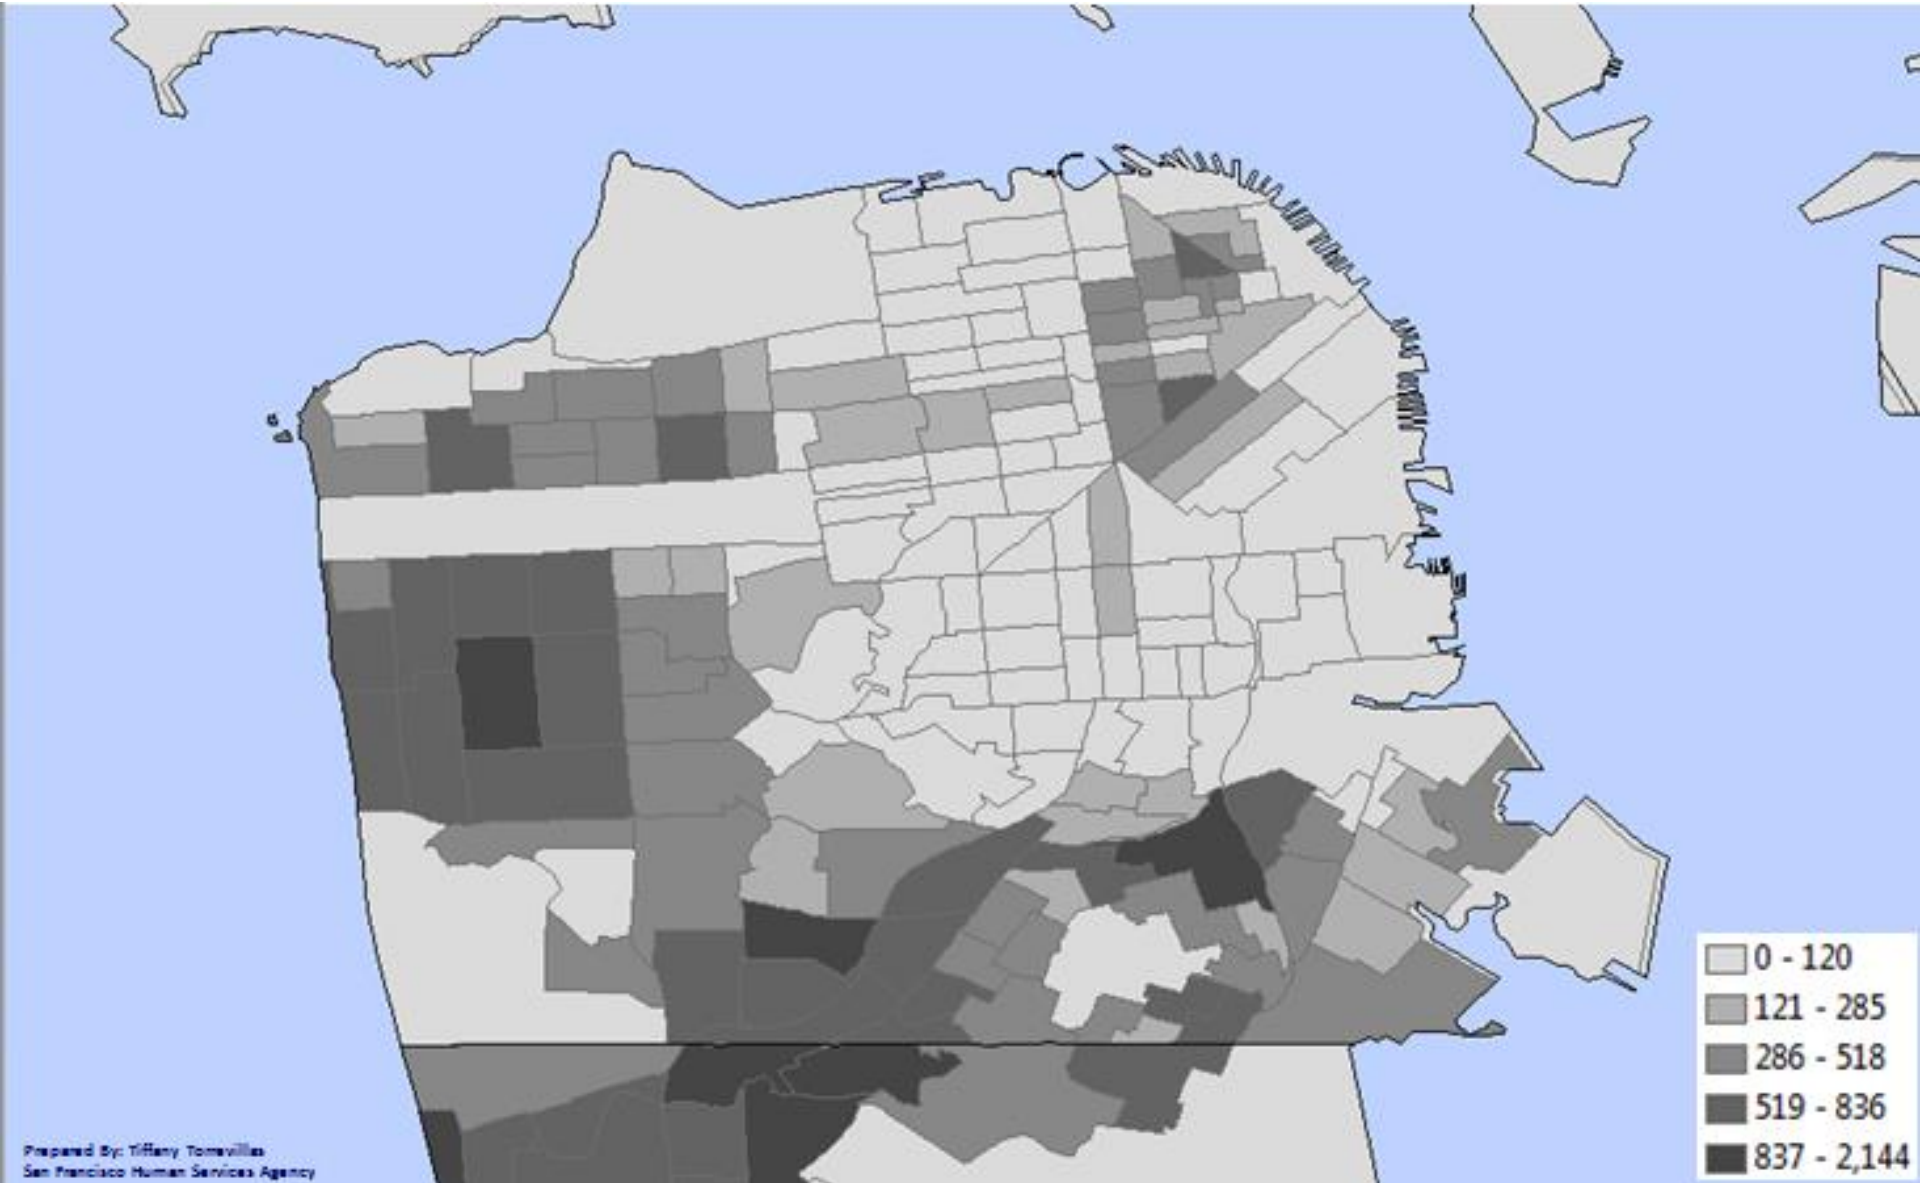 0 - 120
121 - 285
286 - 518
519 - 836
837 - 2,144
Prepared By: Tiffany Torrevillas
San Francisco Human Services Agency